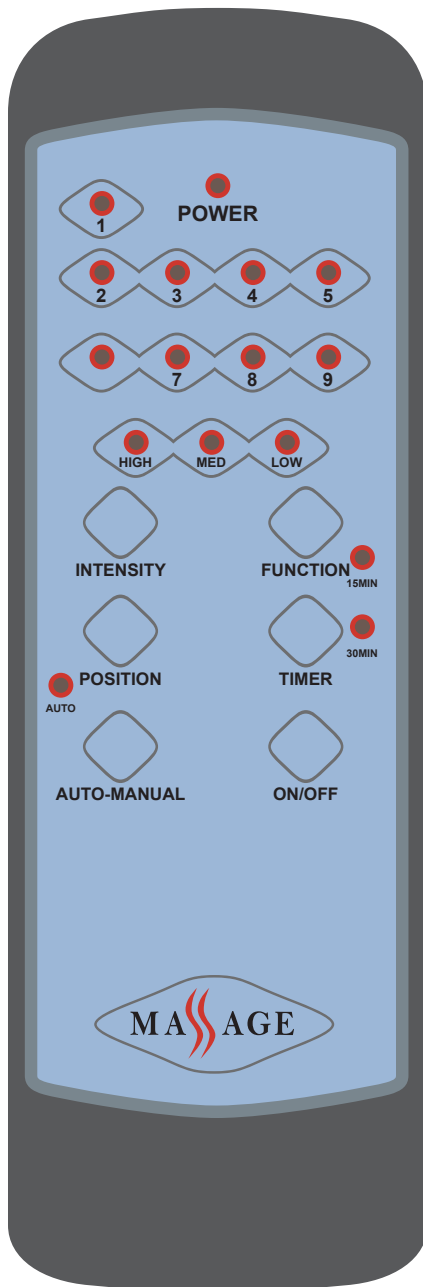 POWER
1
2 3 4 5
7 8 9
HIGH MED LOW
INTENSITY FUNCTION
15MIN
30MIN
POSITION TIMER
AUTO
AUTO-MANUAL ON/OFF
MASSAGE